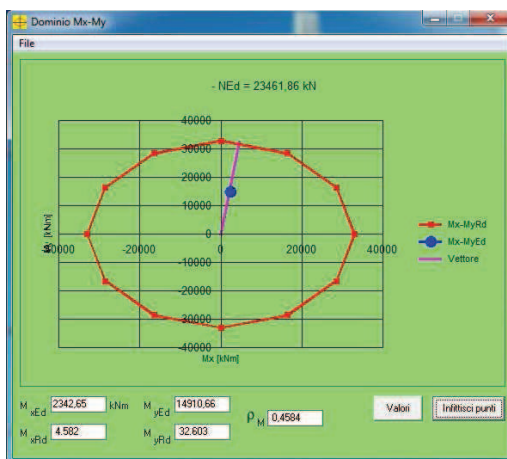 Dominio Mx-My
File
- NEd = 23461,86 kN
40000
30000
20000
10000
0
-10000
-20000
-30000
-40000
-20000 0 20000 40000
Mx [kNm]
Mx-MyRd
Mx-MyEd
Vettore
M xEd 2342,65 kNm M yEd 14910,66
M xRd 4.582 M yRd 32.603
ρ M 0,4584
Valori
Infittisci punti